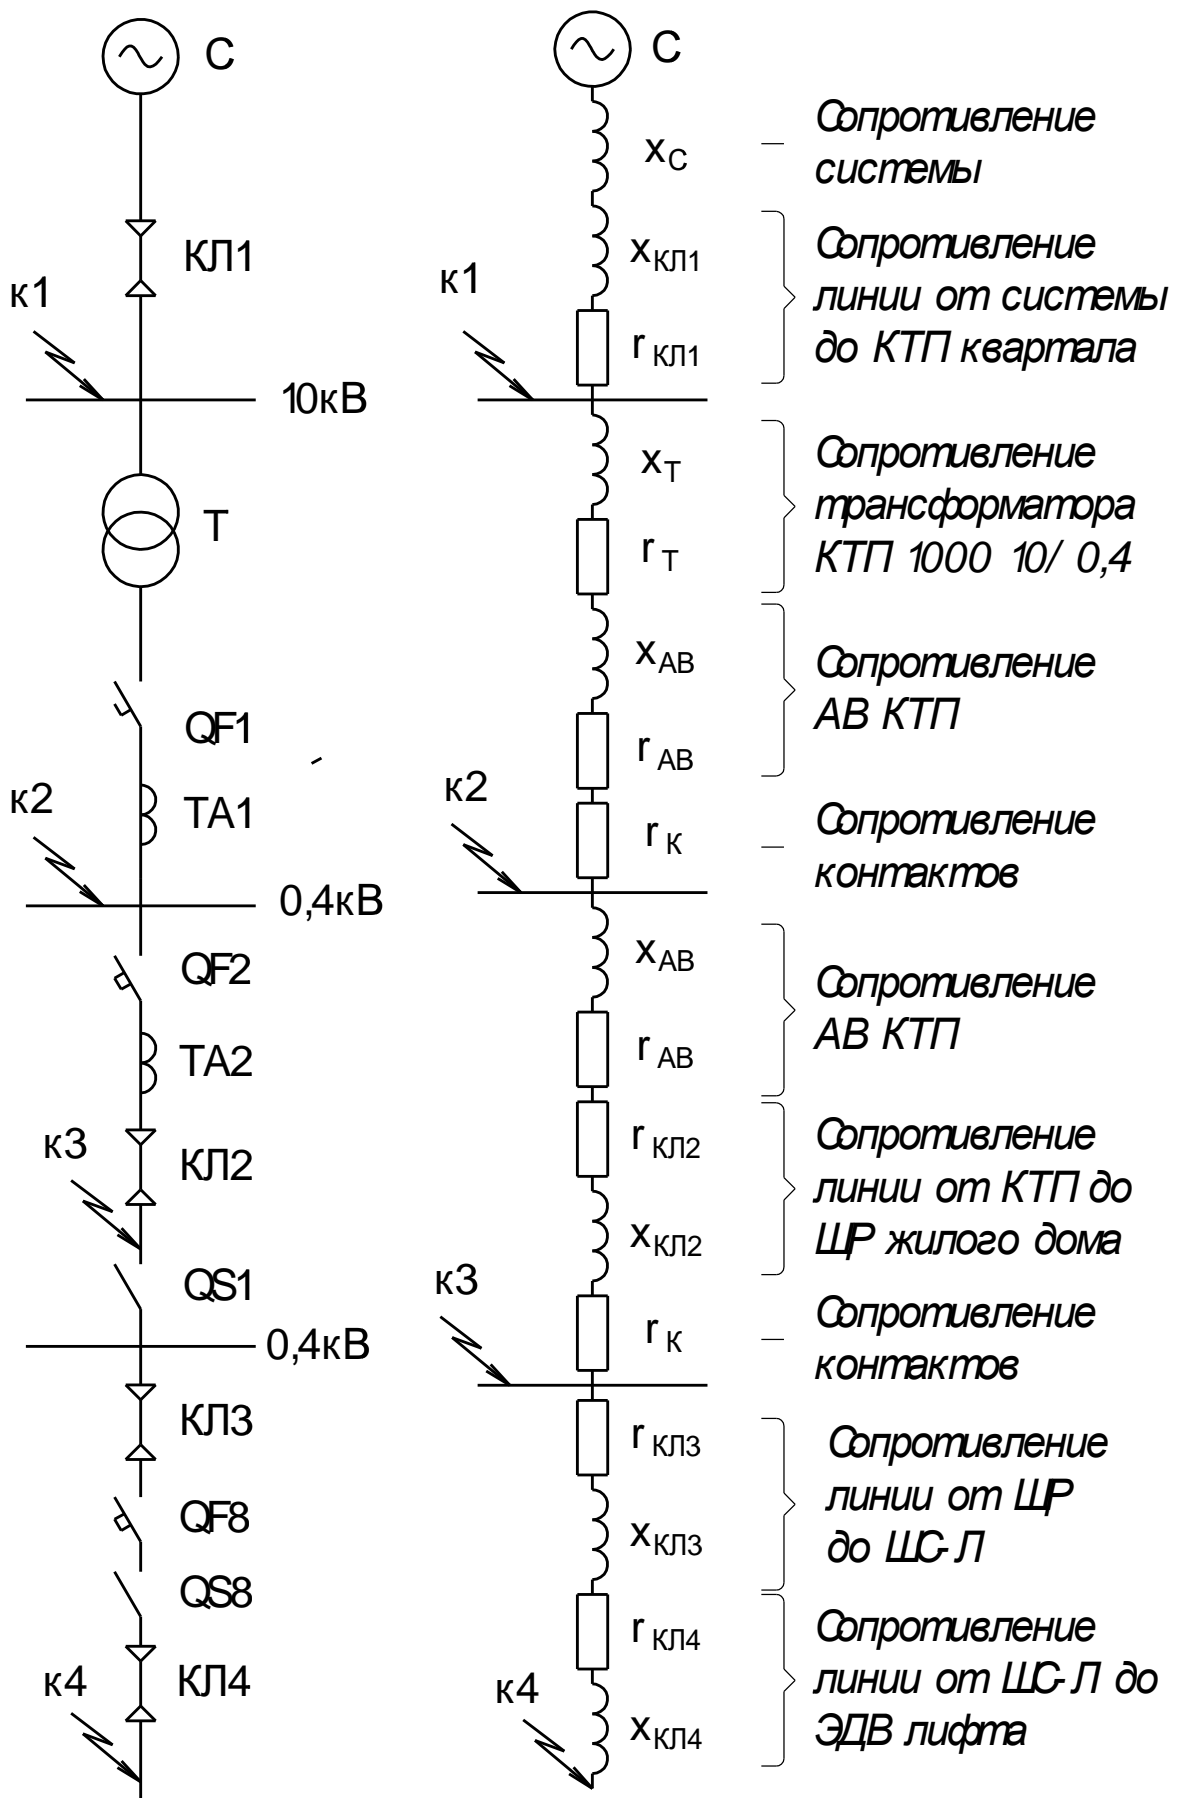 С
КЛ1
к1
10кВ
Т
QF1
к2
ТА1
0,4кВ
QF2
ТА2
к3
КЛ2
QS1
0,4кВ
КЛ3
QF8
QS8
к4
КЛ4
С
xС
xКЛ1
к1
rКЛ1
xТ
rТ
xАВ
rАВ
к2
rК
xАВ
rАВ
rКЛ2
xКЛ2
к3
rК
rКЛ3
xКЛ3
rКЛ4
к4
xКЛ4
Сопротивление
системы
Сопротивление
линии от системы
до КТП квартала
Сопротивление
трансформатора
КТП 1000 10/ 0,4
Сопротивление
АВ КТП
Сопротивление
контактов
Сопротивление
АВ КТП
Сопротивление
линии от КТП до
ШР жилого дома
Сопротивление
контактов
Сопротивление
линии от ШР
до ШС-Л
Сопротивление
линии от ШС-Л до
ЭДВ лифта